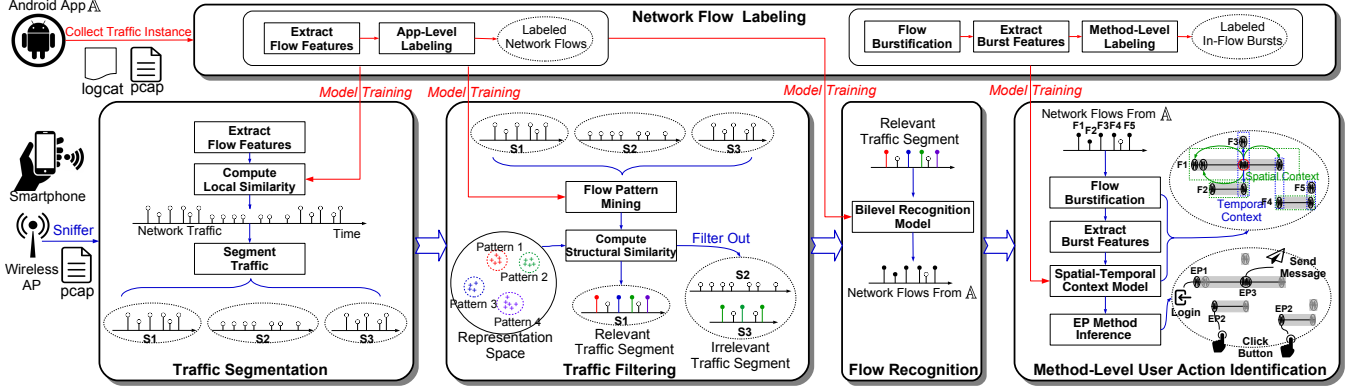 Android App 𝔸
Collect Traffic Instance
logcat
pcap
Network Flow Labeling
Extract
Flow Features
App-Level
Labeling
Labeled
Network Flows
Flow
Burstification
Extract
Burst Features
Method-Level
Labeling
Labeled
In-Flow Bursts
Model Training
Model Training
Model Training
Model Training
Smartphone
Sniffer
Wireless
AP
pcap
Extract
Flow Features
Compute
Local Similarity
Network Traffic
Time
Segment
Traffic
S1
S2
S3
Traffic Segmentation
S1
S2
S3
Flow Pattern
Mining
Compute
Structural Similarity
Filter Out
Pattern 1
Pattern 2
Pattern 3
Pattern 4
Representation
Space
S1
Relevant
Traffic Segment
S2
S3
Irrelevant
Traffic Segment
Traffic Filtering
Relevant
Traffic Segment
Bilevel Recognition
Model
Network Flows From 𝔸
Flow Recognition
Network Flows From 𝔸
F1
F2
F3
F4
F5
Flow
Burstification
Extract
Burst Features
Spatial-Temporal
Context Model
EP Method
Inference
F3
F1
Spatial Context
F2
F5
F4
Temporal
Context
Send
Message
EP1
EP3
Login
EP2
EP2
Click
Button
Method-Level User Action Identification